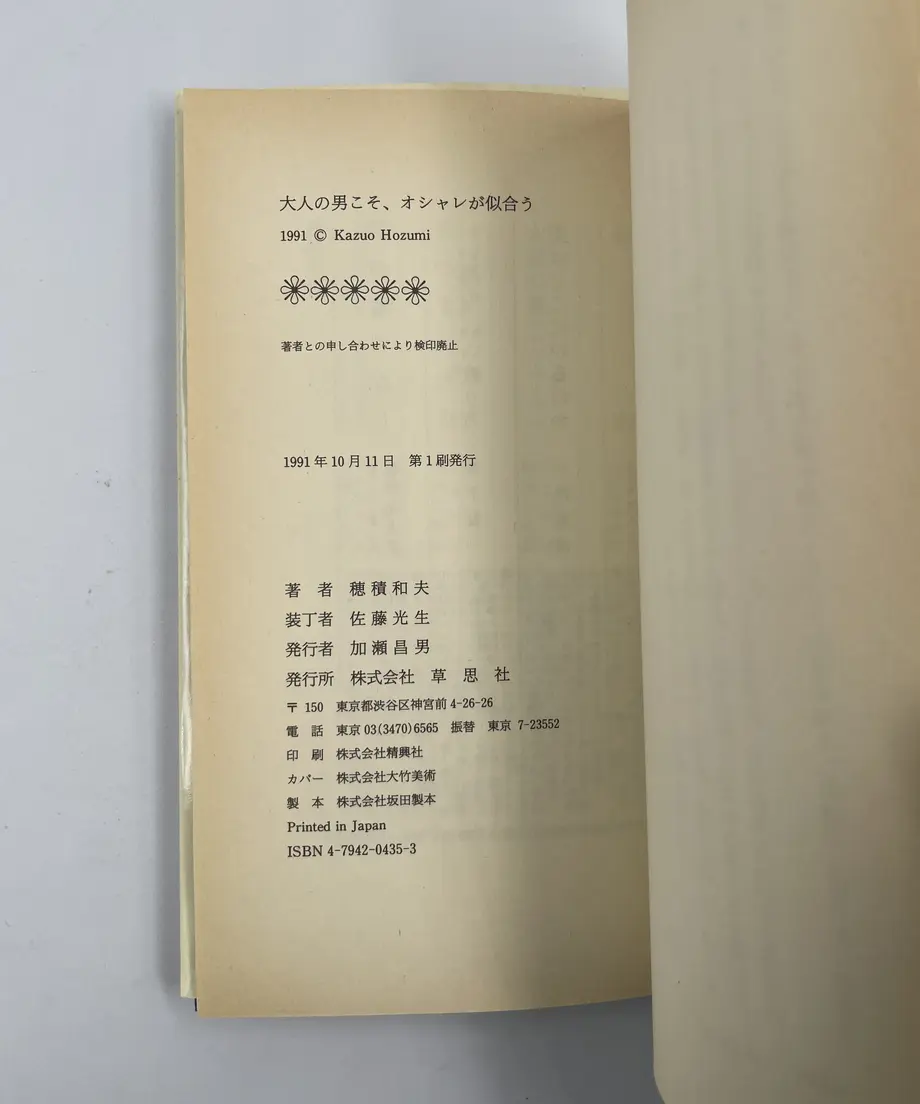 大人の男こそ、オシャレが似合う
1991 © Kazuo Hozumi
著者との申し合わせにより検印廃止
1991年10月11日 第1刷発行
著 者 穂積和夫
装丁者 佐藤光生
発行者 加瀬昌男
発行所 株式会社 草思社
〒150 東京都渋谷区神宮前4-26-26
電 話 東京03(3470)6565 振替 東京 7-23552
印 刷 株式会社精興社
カバー 株式会社大竹美術
製 本 株式会社坂田製本
Printed in Japan
ISBN 4-7942-0435-3